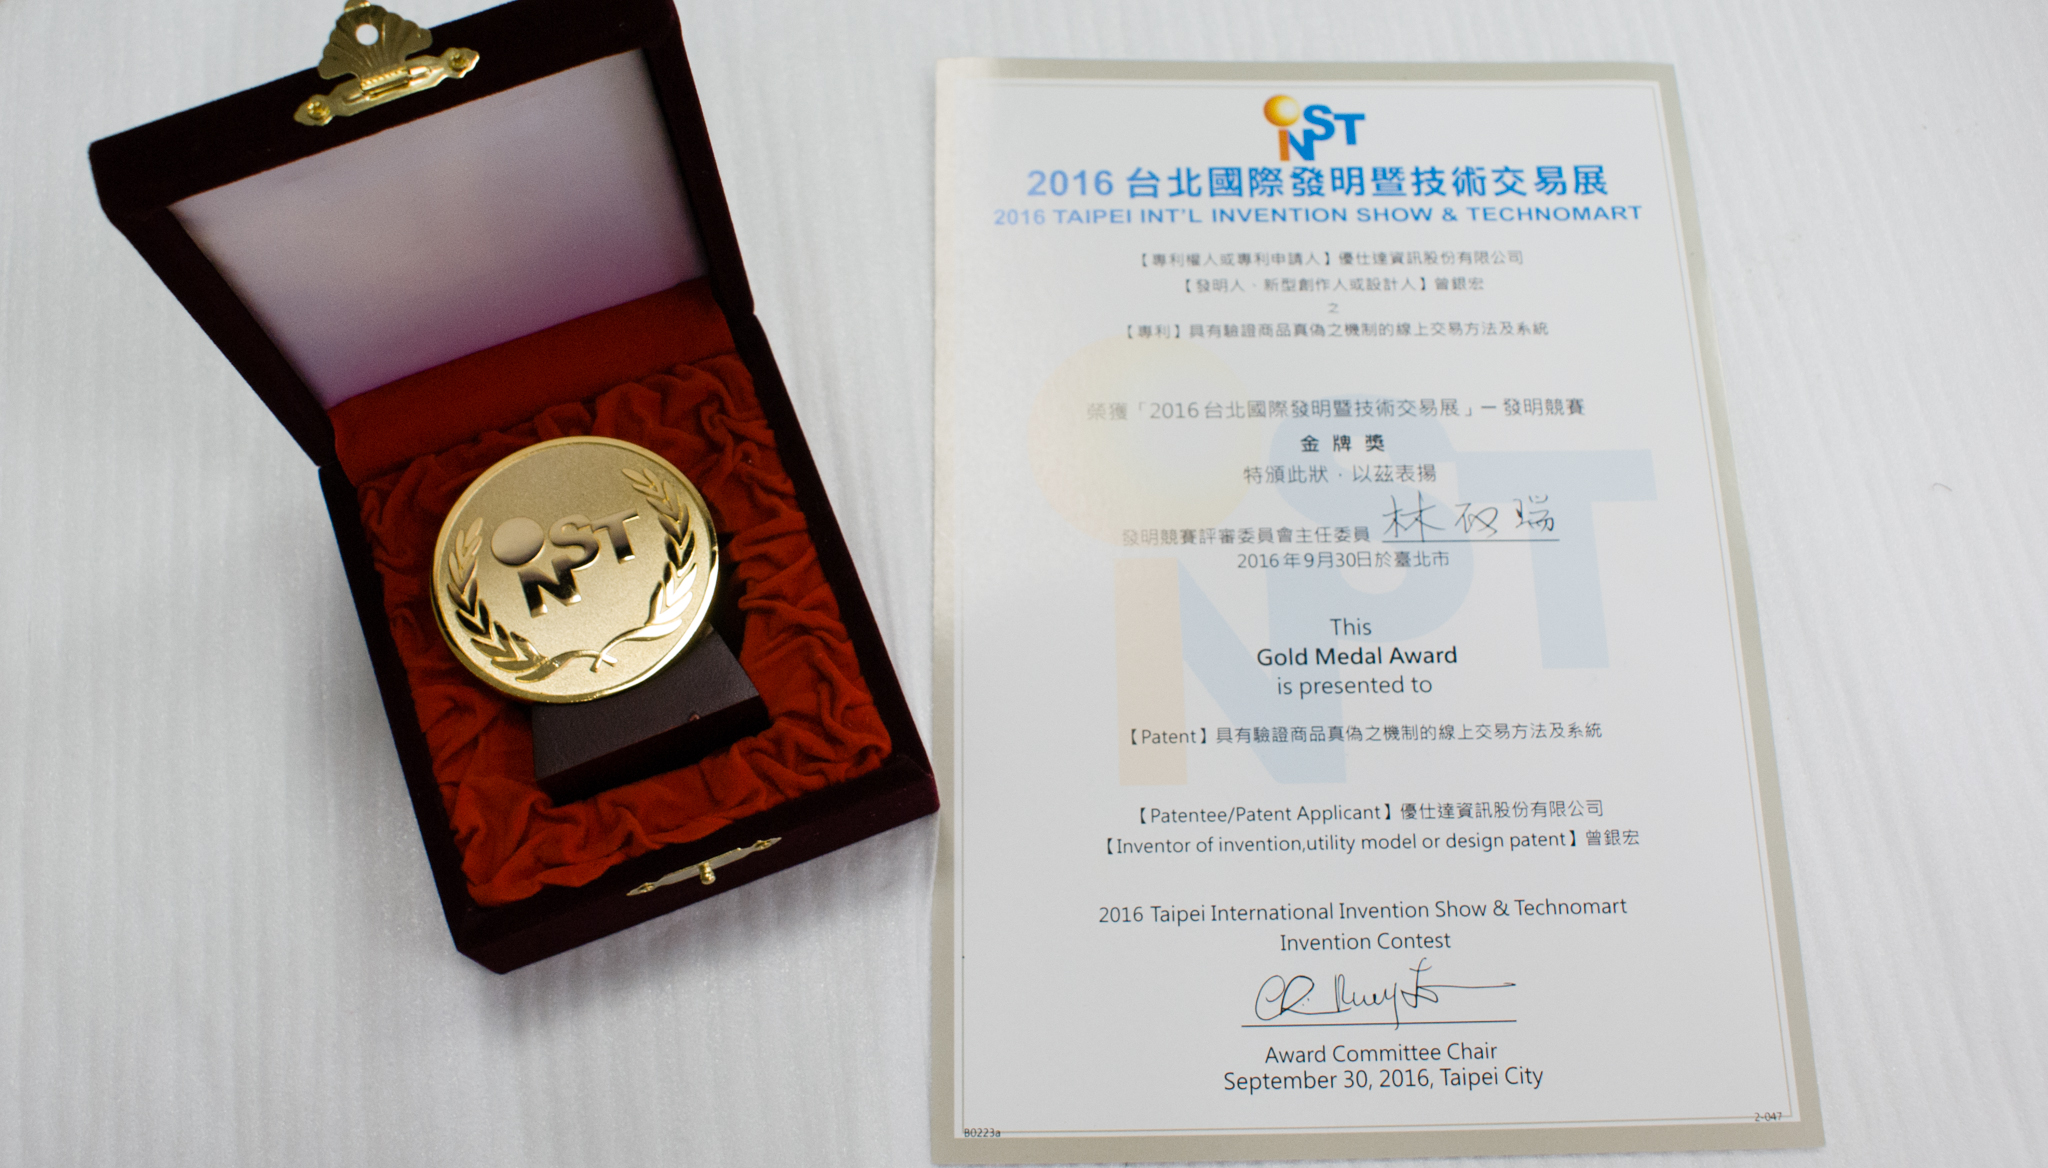 iNST
iNST
2016 台北國際發明暨技術交易展
2016 TAIPEI INT'L INVENTION SHOW & TECHNOMART
【專利權人或專利申請人】優仕達資訊股份有限公司
【發明人、新型創作人或設計人】曾銀宏
之
【專利】具有驗證商品真偽之機制的線上交易方法及系統
榮獲「2016台北國際發明暨技術交易展」－發明競賽
金牌獎
特頒此狀，以茲表揚
發明競賽評審委員會主任委員 林 瑞
2016年9月30日於臺北市
This
Gold Medal Award
is presented to
【Patent】具有驗證商品真偽之機制的線上交易方法及系統
【Patentee/Patent Applicant】優仕達資訊股份有限公司
【Inventor of invention,utility model or design patent】曾銀宏
2016 Taipei International Invention Show & Technomart
Invention Contest
Award Committee Chair
September 30, 2016, Taipei City
B0223a
2-047